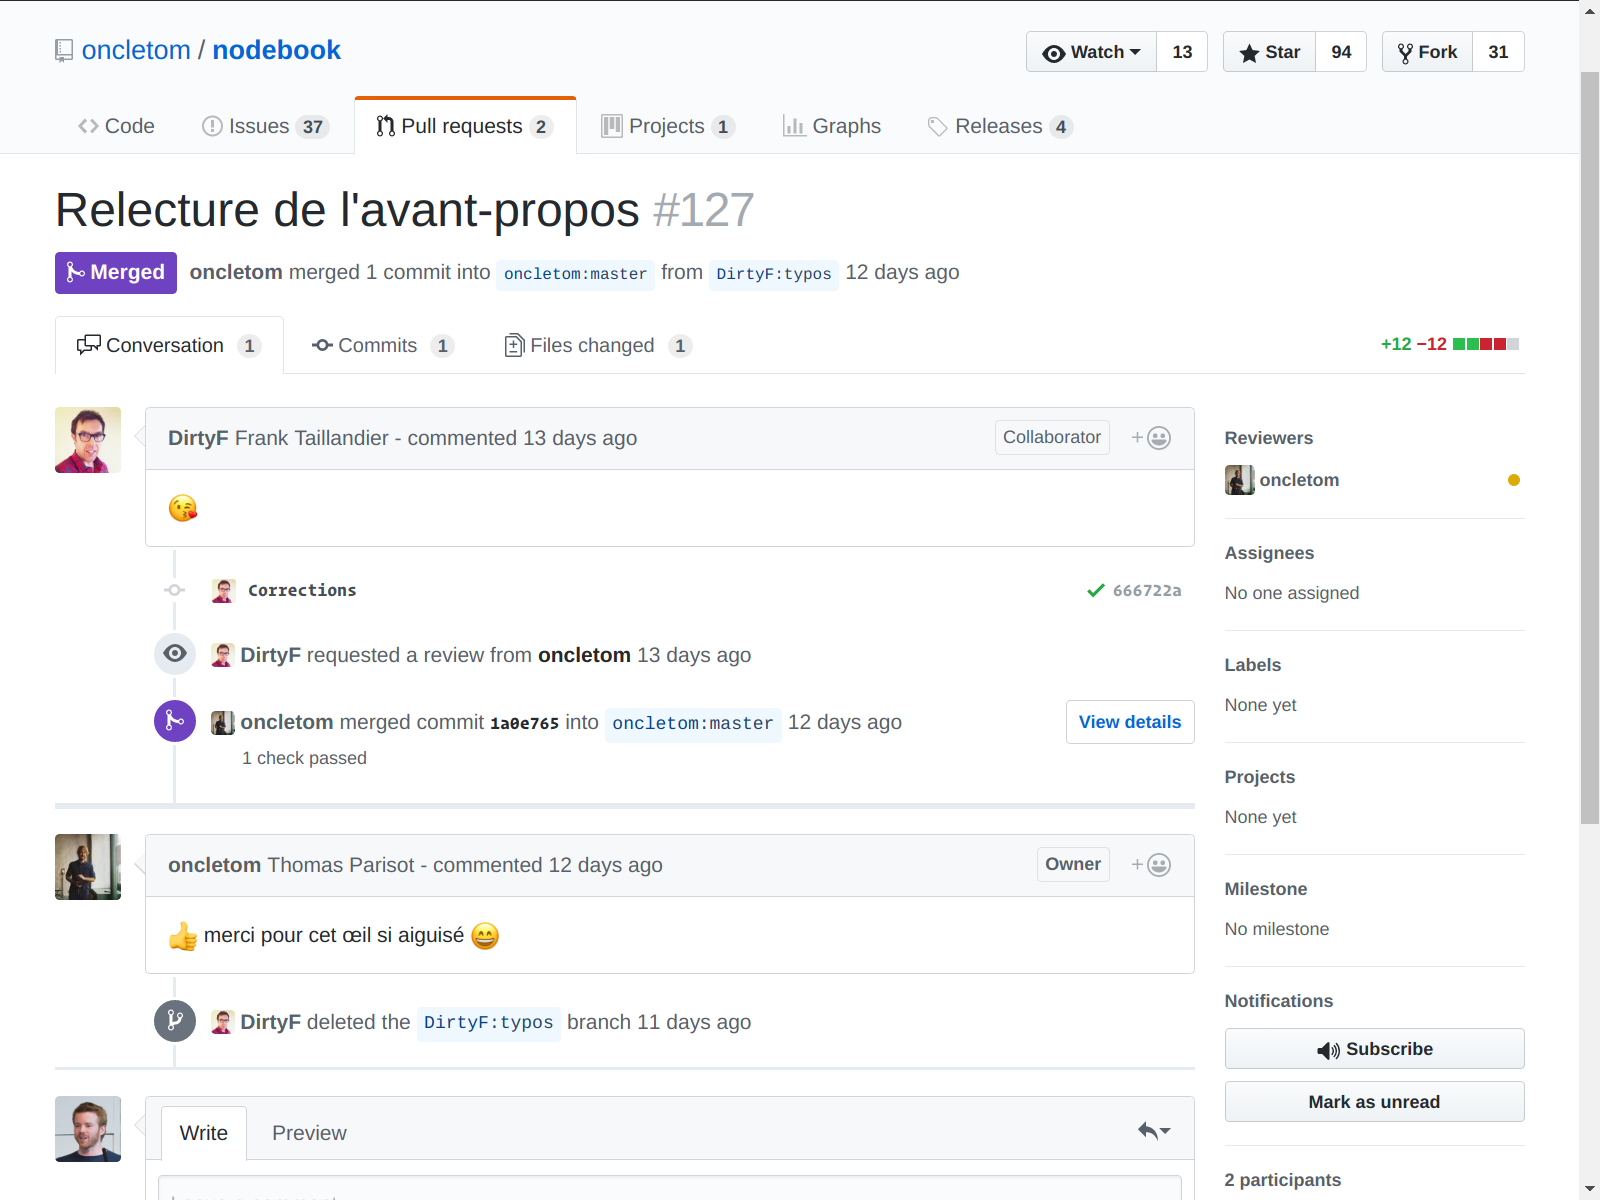 oncletom / nodebook
Watch 13 Star 94 Fork 31
Code Issues 37 Pull requests 2 Projects 1 Graphs Releases 4
Relecture de l'avant-propos #127
Merged oncletom merged 1 commit into oncletom:master from DirtyF:typos 12 days ago
Conversation 1 Commits 1 Files changed 1 +12 −12
DirtyF Frank Taillandier - commented 13 days ago Collaborator +
😘
Corrections 666722a
DirtyF requested a review from oncletom 13 days ago
oncletom merged commit 1a0e765 into oncletom:master 12 days ago View details
1 check passed
oncletom Thomas Parisot - commented 12 days ago Owner +
👍 merci pour cet œil si aiguisé 😄
DirtyF deleted the DirtyF:typos branch 11 days ago
Write Preview
Reviewers
oncletom
Assignees
No one assigned
Labels
None yet
Projects
None yet
Milestone
No milestone
Notifications
Subscribe
Mark as unread
2 participants